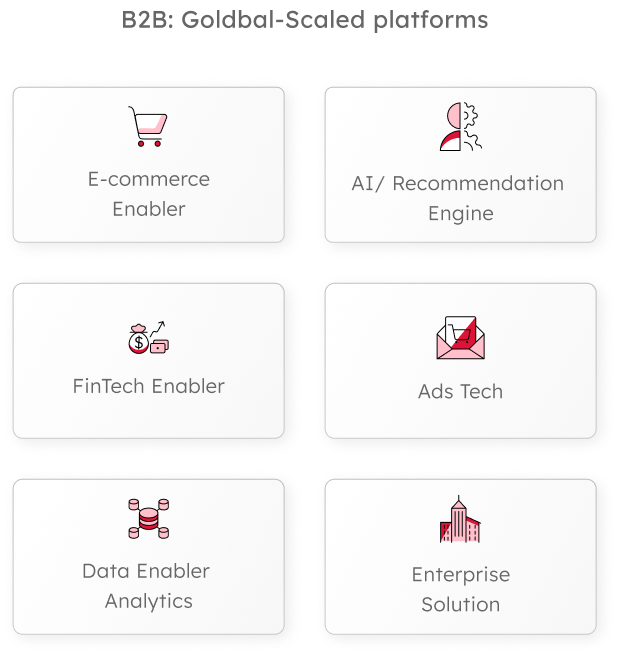 B2B: Goldbal-Scaled platforms
E-commerce
Enabler
AI/ Recommendation
Engine
$
FinTech Enabler
Ads Tech
Data Enabler
Analytics
Enterprise
Solution